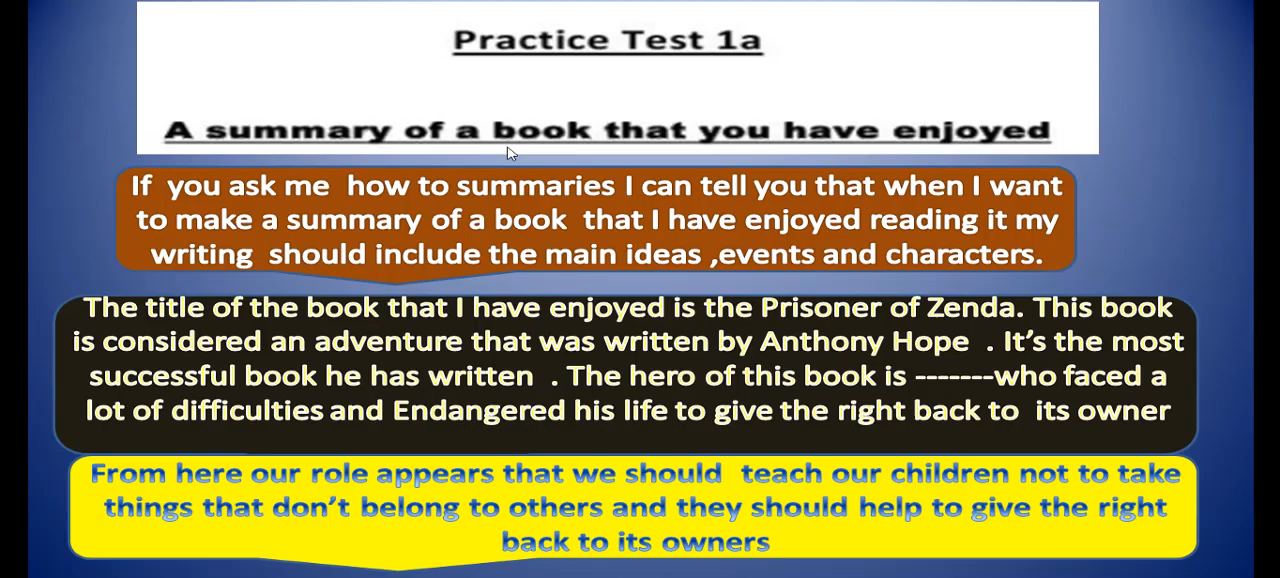 Practice Test 1a
A summary of a book that you have enjoyed
If you ask me how to summaries I can tell you that when I want
to make a summary of a book that I have enjoyed reading it my
writing should include the main ideas ,events and characters.
The title of the book that I have enjoyed is the Prisoner of Zenda. This book
is considered an adventure that was written by Anthony Hope . It's the most
successful book he has written . The hero of this book is -------who faced a
lot of difficulties and Endangered his life to give the right back to its owner
From here our role appears that we should teach our children not to take
things that don't belong to others and they should help to give the right
back to its owners